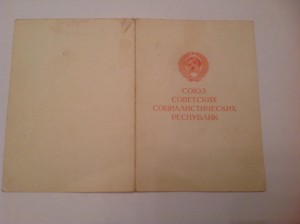 СОЮЗ
СОВЕТСКИХ
СОЦИАЛИСТИЧЕСКИХ
РЕСПУБЛИК